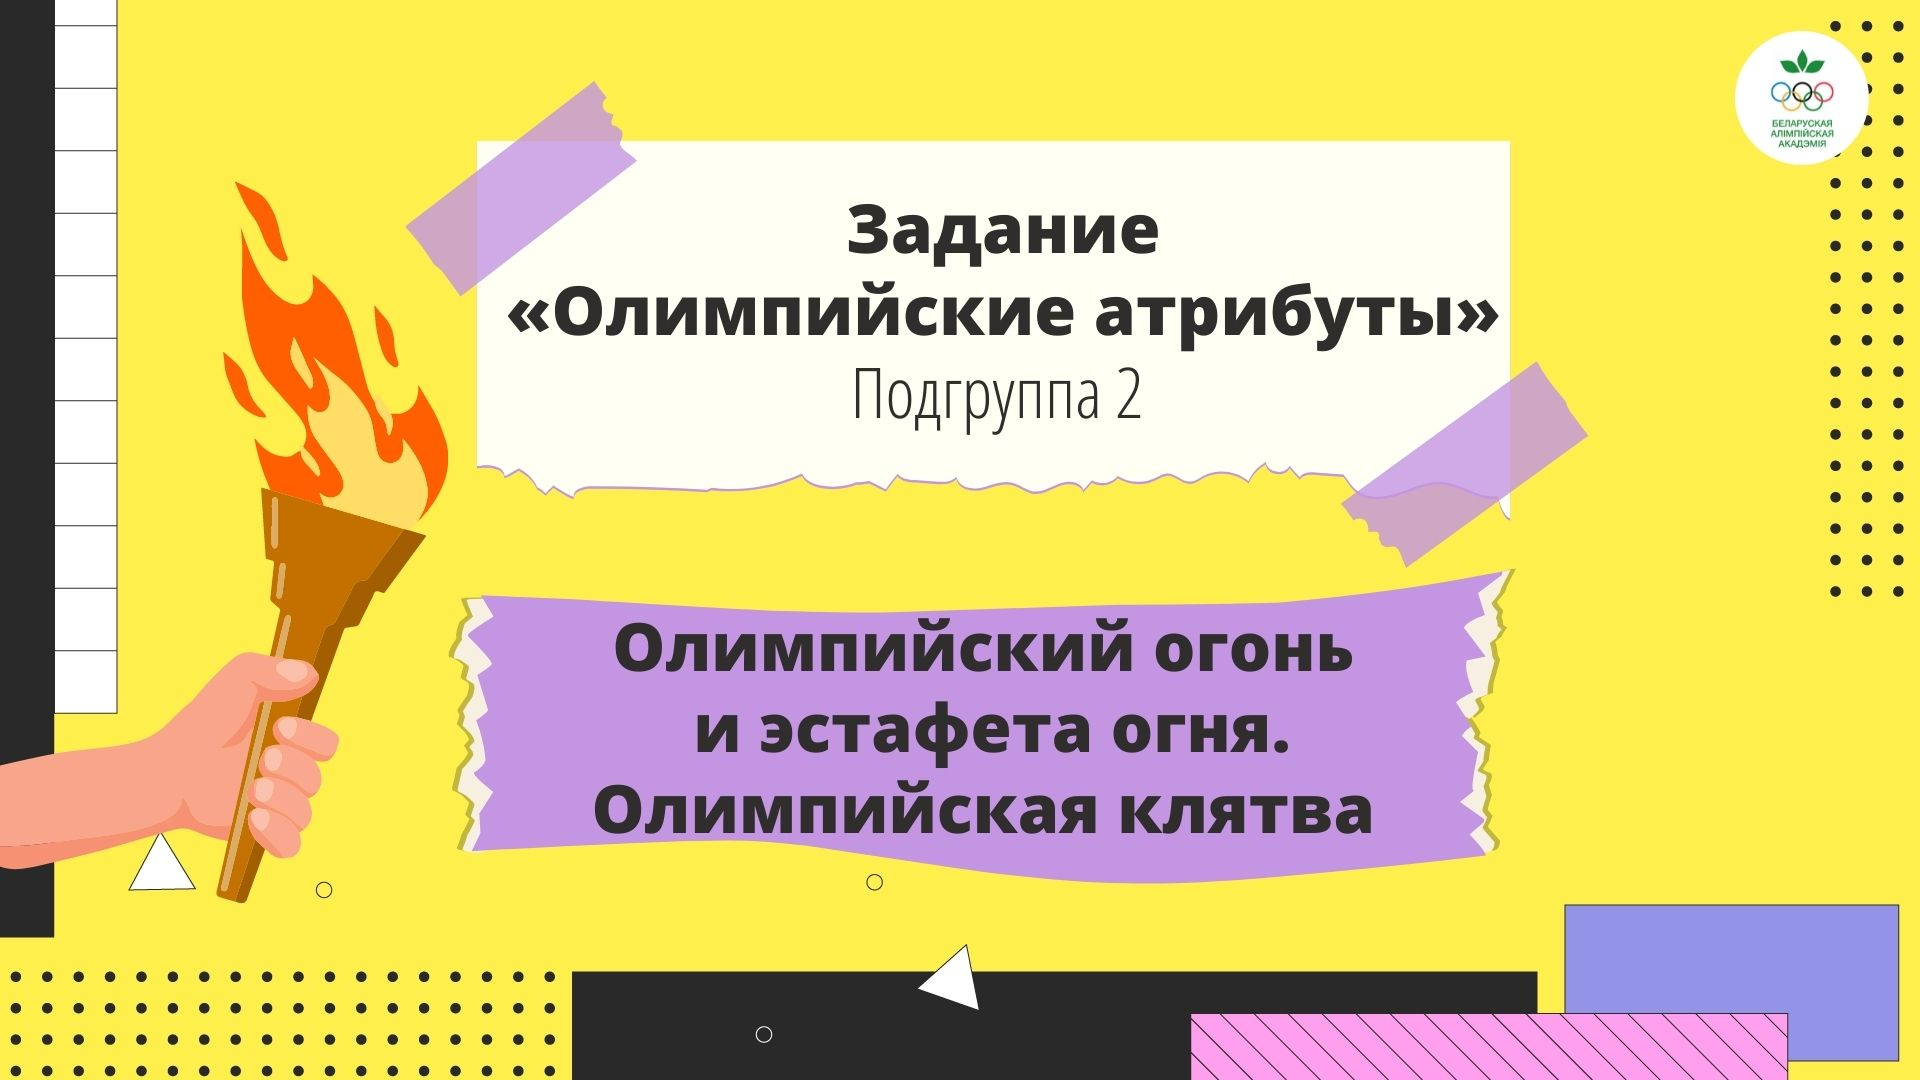 БЕЛАРУСКАЯ
АЛІМПІЙСКАЯ
АКАДЭМІЯ
Задание
«Олимпийские атрибуты»
Подгруппа 2
Олимпийский огонь
и эстафета огня.
Олимпийская клятва